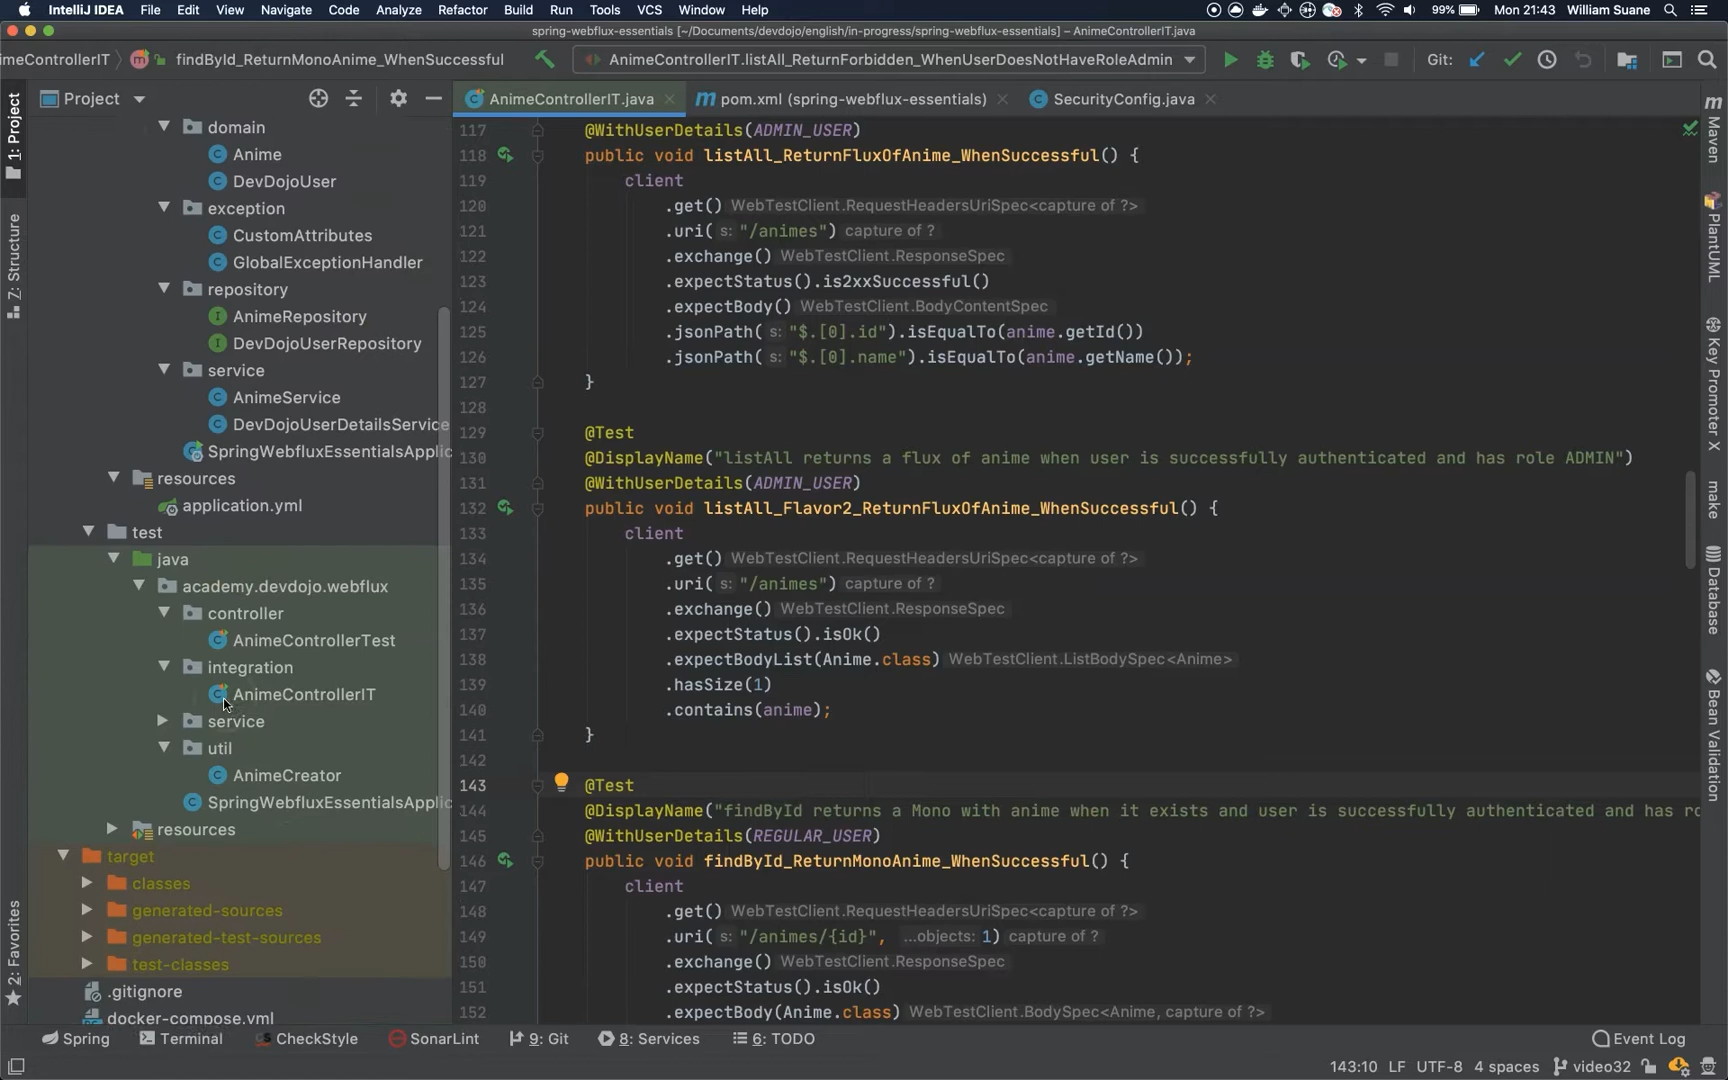 IntelliJ IDEA File Edit View Navigate Code Analyze Refactor Build Run Tools VCS Window Help 99% Mon 21:43 William Suane
spring-webflux-essentials [~/Documents/devdojo/english/in-progress/spring-webflux-essentials] – AnimeControllerIT.java
imeControllerIT findById_ReturnMonoAnime_WhenSuccessful AnimeControllerIT.listAll_ReturnForbidden_WhenUserDoesNotHaveRoleAdmin Git:
Project AnimeControllerIT.java pom.xml (spring-webflux-essentials) SecurityConfig.java
1: Project
7: Structure
2: Favorites
domain
Anime
DevDojoUser
exception
CustomAttributes
GlobalExceptionHandler
repository
AnimeRepository
DevDojoUserRepository
service
AnimeService
DevDojoUserDetailsService
SpringWebfluxEssentialsApplic
resources
application.yml
test
java
academy.devdojo.webflux
controller
AnimeControllerTest
integration
AnimeControllerIT
service
util
AnimeCreator
SpringWebfluxEssentialsApplic
resources
target
classes
generated-sources
generated-test-sources
test-classes
.gitignore
docker-compose.yml
117 @WithUserDetails(ADMIN_USER)
118 public void listAll_ReturnFluxOfAnime_WhenSuccessful() {
119 client
120 .get() WebTestClient.RequestHeadersUriSpec<capture of ?>
121 .uri( s: "/animes") capture of ?
122 .exchange() WebTestClient.ResponseSpec
123 .expectStatus().is2xxSuccessful()
124 .expectBody() WebTestClient.BodyContentSpec
125 .jsonPath( s: "$.[0].id").isEqualTo(anime.getId())
126 .jsonPath( s: "$.[0].name").isEqualTo(anime.getName());
127 }
128
129 @Test
130 @DisplayName("listAll returns a flux of anime when user is successfully authenticated and has role ADMIN")
131 @WithUserDetails(ADMIN_USER)
132 public void listAll_Flavor2_ReturnFluxOfAnime_WhenSuccessful() {
133 client
134 .get() WebTestClient.RequestHeadersUriSpec<capture of ?>
135 .uri( s: "/animes") capture of ?
136 .exchange() WebTestClient.ResponseSpec
137 .expectStatus().isOk()
138 .expectBodyList(Anime.class) WebTestClient.ListBodySpec<Anime>
139 .hasSize(1)
140 .contains(anime);
141 }
142
143 @Test
144 @DisplayName("findById returns a Mono with anime when it exists and user is successfully authenticated and has ro
145 @WithUserDetails(REGULAR_USER)
146 public void findById_ReturnMonoAnime_WhenSuccessful() {
147 client
148 .get() WebTestClient.RequestHeadersUriSpec<capture of ?>
149 .uri( s: "/animes/{id}", ...objects: 1) capture of ?
150 .exchange() WebTestClient.ResponseSpec
151 .expectStatus().isOk()
152 .expectBody(Anime.class) WebTestClient.BodySpec<Anime, capture of ?>
m Maven
PlantUML
Key Promoter X
make
Database
Bean Validation
Spring Terminal CheckStyle SonarLint 9: Git 8: Services 6: TODO Event Log
143:10 LF UTF-8 4 spaces video32